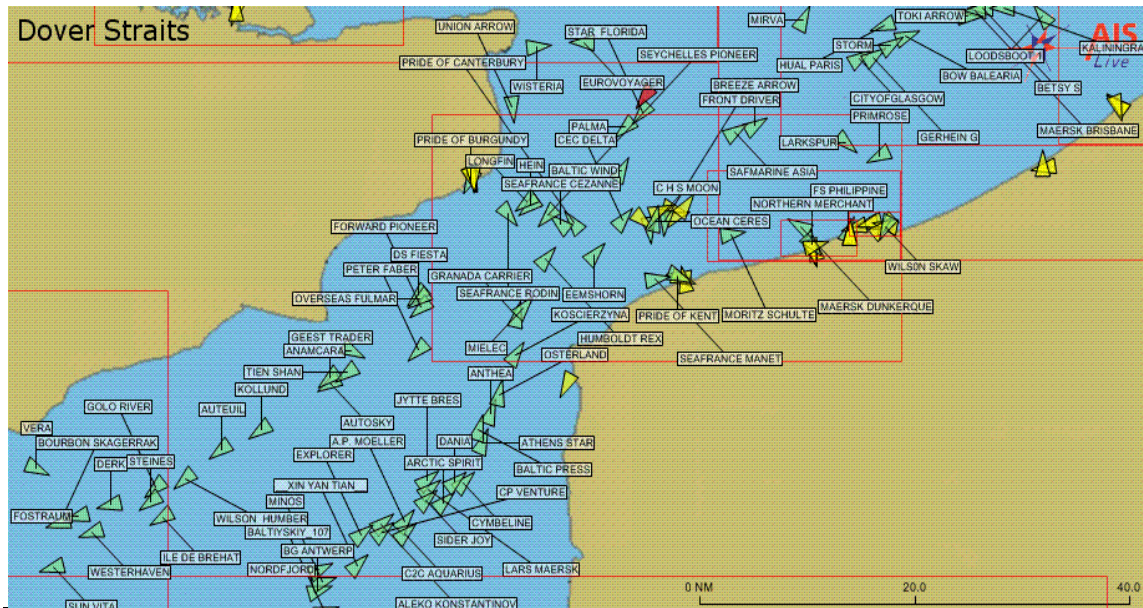 Dover Straits
AIS
Live
UNION ARROW
STAR FLORIDA
MIRVA
TOKI ARROW
SEYCHELLES PIONEER
STORM
LOODSBOOT 1
KALININGRA
PRIDE OF CANTERBURY
HUAL PARIS
EUROVOYAGER
BREEZE ARROW
BOW BALEARIA
WISTERIA
FRONT DRIVER
CITYOFGLASGOW
BETSY S
PRIMROSE
PALMA
CEC DELTA
GERHEIN G
MAERSK BRISBANE
PRIDE OF BURGUNDY
LARKSPUR
LONGFIN
HEIN
BALTIC WIND
SAFMARINE ASIA
SEAFRANCE CEZANNE
C H S MOON
FS PHILIPPINE
NORTHERN MERCHANT
OCEAN CERES
FORWARD PIONEER
DS FIESTA
WILSON SKAW
PETER FABER
GRANADA CARRIER
SEAFRANCE RODIN
EEMSHORN
OVERSEAS FULMAR
MAERSK DUNKERQUE
KOSCIERZYNA
PRIDE OF KENT
MORITZ SCHULTE
GEEST TRADER
ANAMCARA
MIELEC
HUMBOLDT REX
OSTERLAND
SEAFRANCE MANET
TIEN SHAN
ANTHEA
KOLLUND
GOLO RIVER
AUTEUIL
JYTTE BRES
AUTOSKY
VERA
BOURBON SKAGERRAK
A.P. MOELLER
DANIA
ATHENS STAR
EXPLORER
DERK
STEINES
ARCTIC SPIRIT
BALTIC PRESS
XIN YAN TIAN
CP VENTURE
MINOS
FOSTRAUM
WILSON HUMBER
CYMBELINE
BALTIYSKIY_107
SIDER JOY
ILE DE BREHAT
BG ANTWERP
WESTERHAVEN
NORDFJORD
C2C AQUARIUS
LARS MAERSK
0 NM
20.0
40.0
SUN VITA
ALEKO KONSTANTINOV